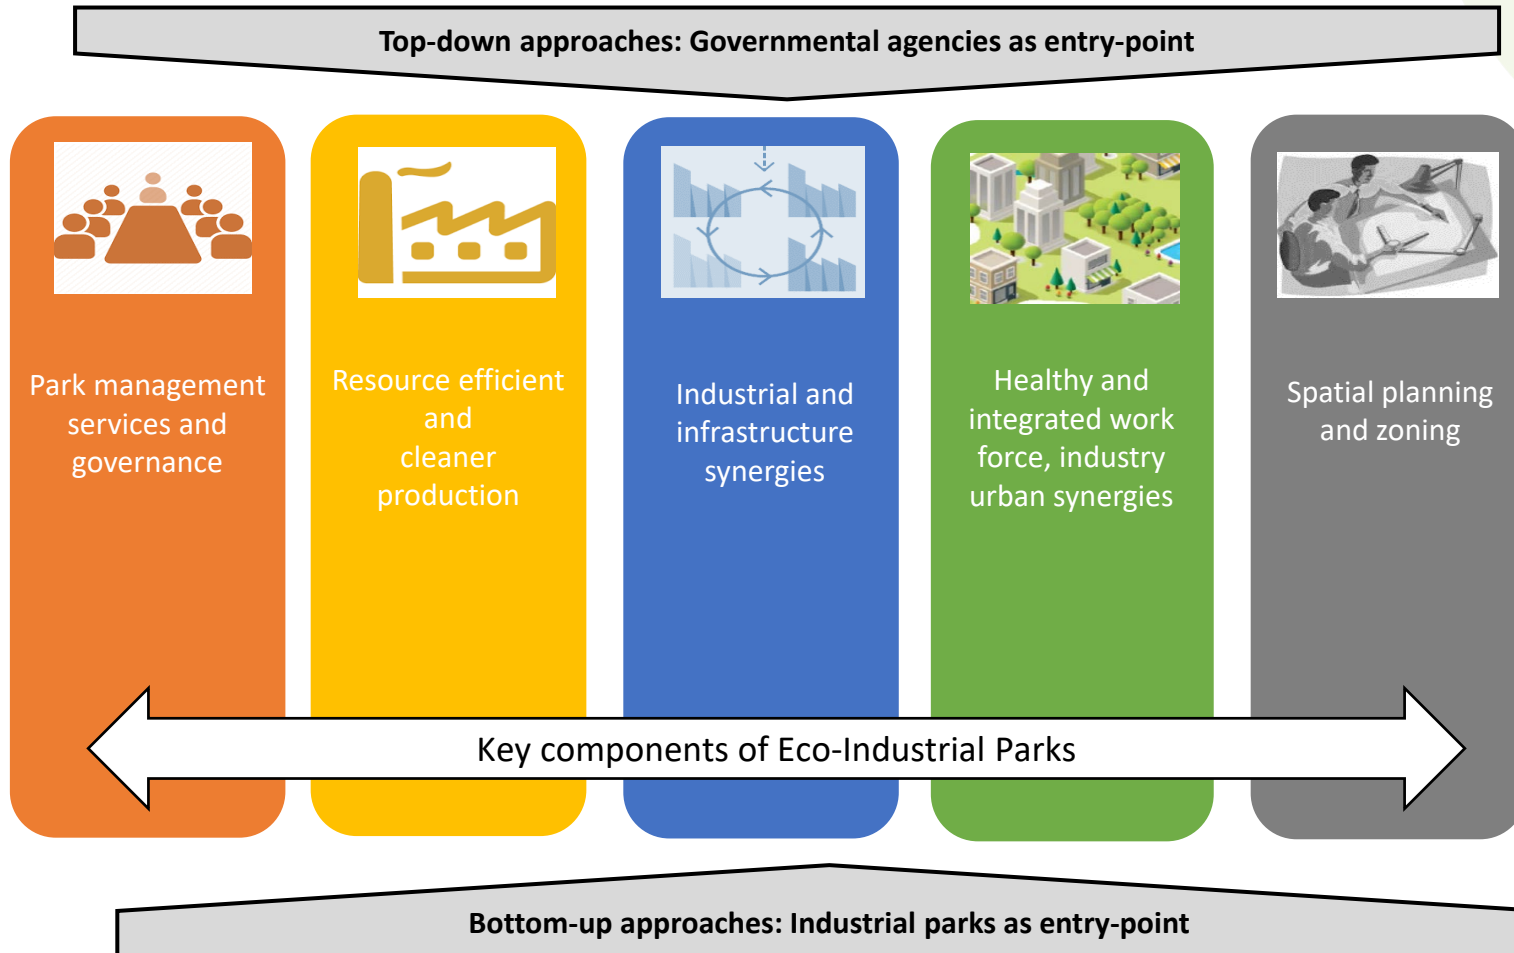 Top-down approaches: Governmental agencies as entry-point
Park management
services and
governance
Resource efficient
and
cleaner
production
Industrial and
infrastructure
synergies
Healthy and
integrated work
force, industry
urban synergies
Spatial planning
and zoning
Key components of Eco-Industrial Parks
Bottom-up approaches: Industrial parks as entry-point